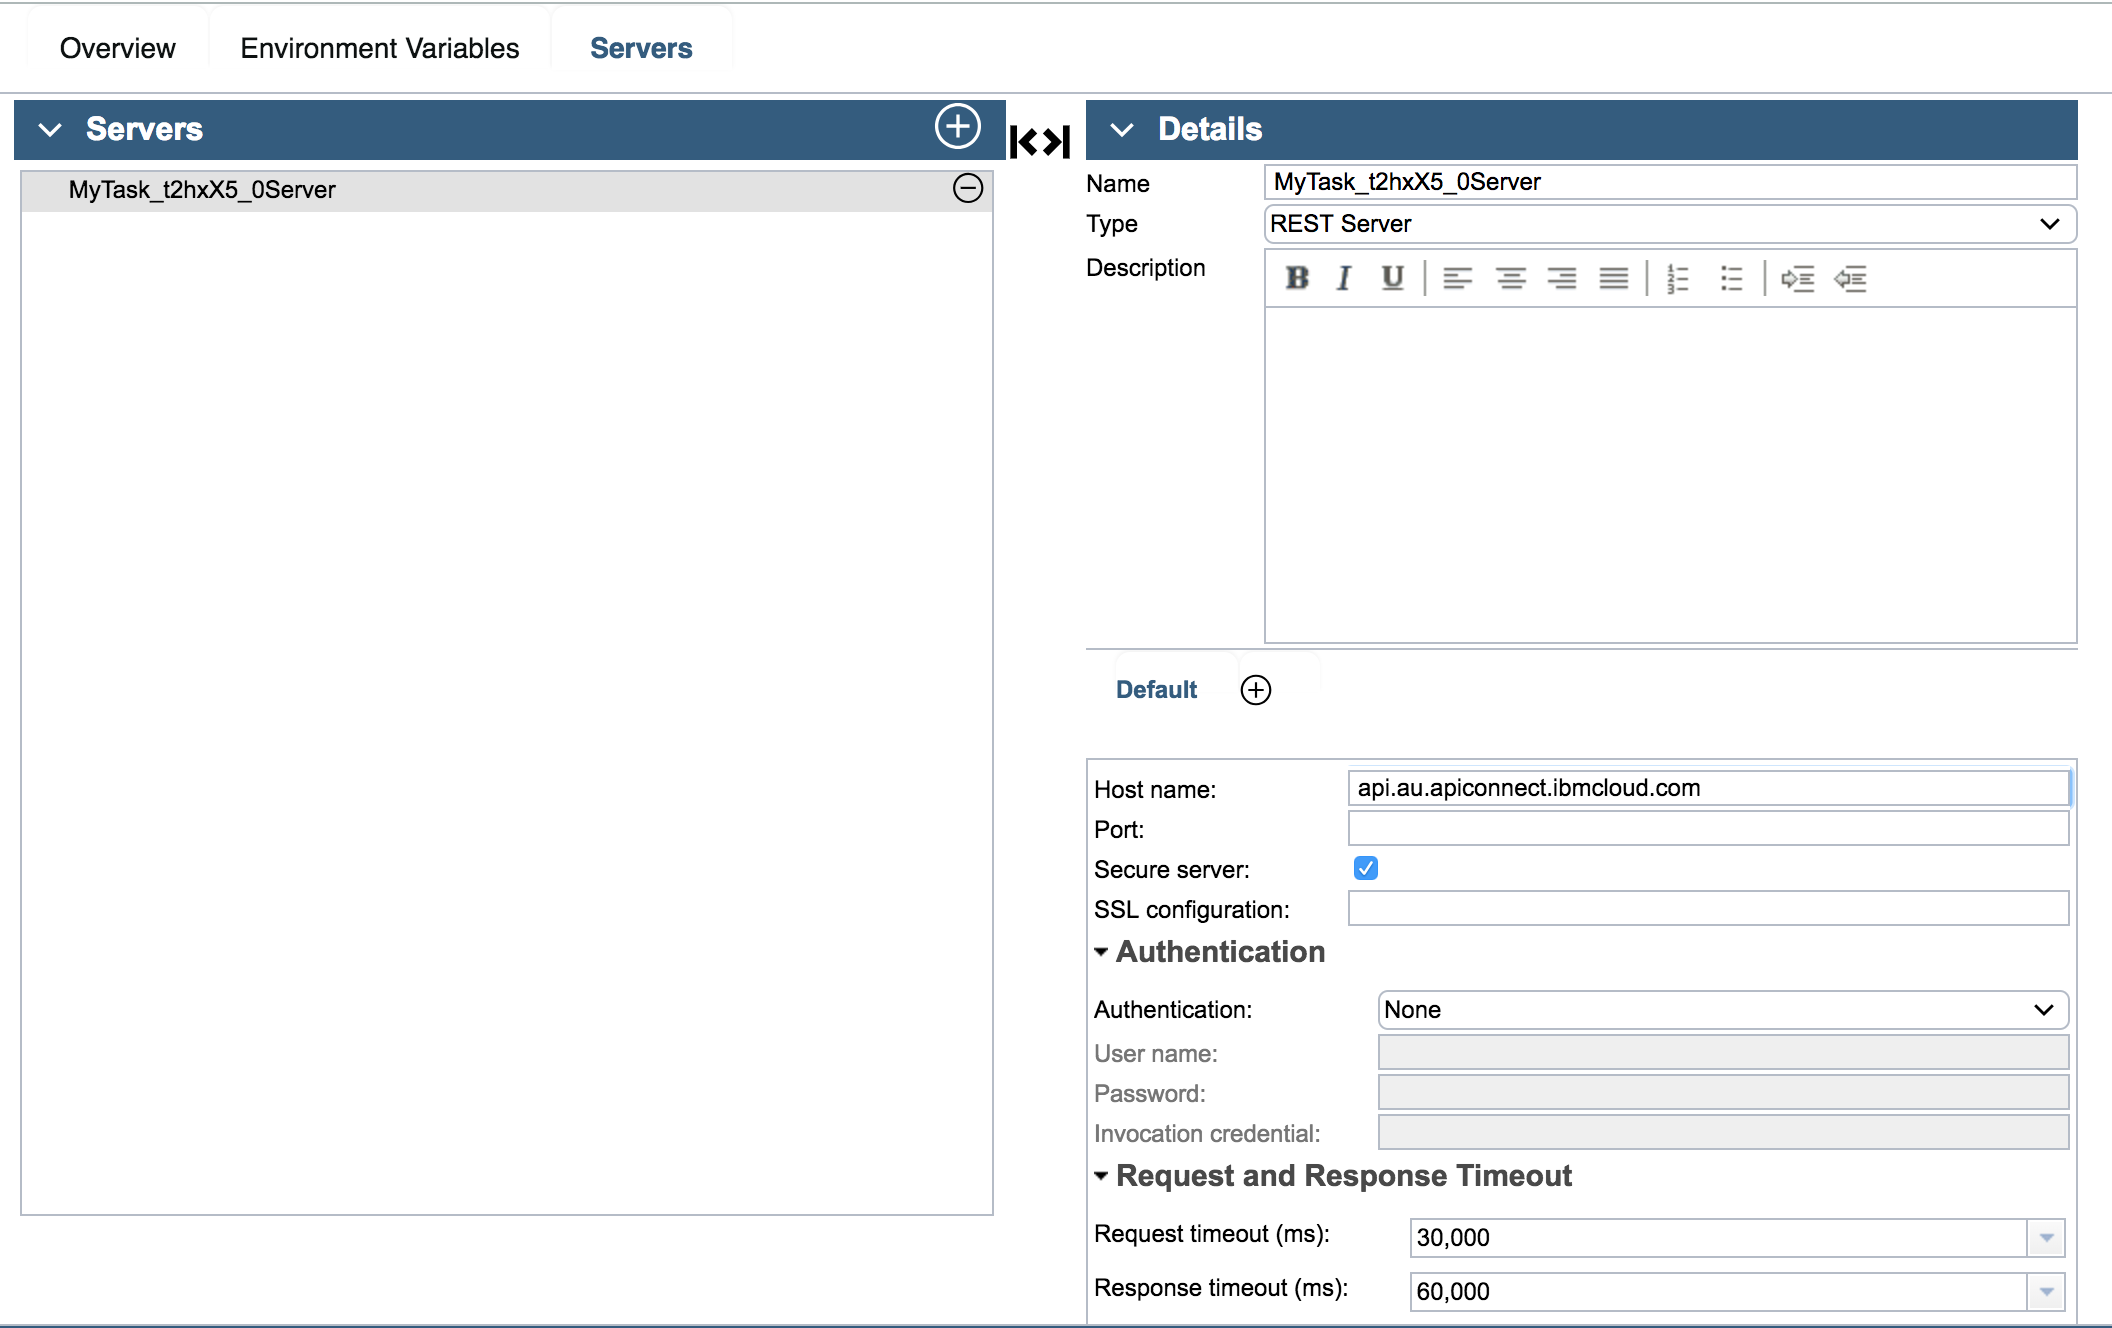 Overview Environment Variables Servers
Servers
MyTask_t2hxX5_0Server
Details
Name MyTask_t2hxX5_0Server
Type REST Server
Description
B I U
Default
Host name: api.au.apiconnect.ibmcloud.com
Port:
Secure server:
SSL configuration:
Authentication
Authentication: None
User name:
Password:
Invocation credential:
Request and Response Timeout
Request timeout (ms): 30,000
Response timeout (ms): 60,000